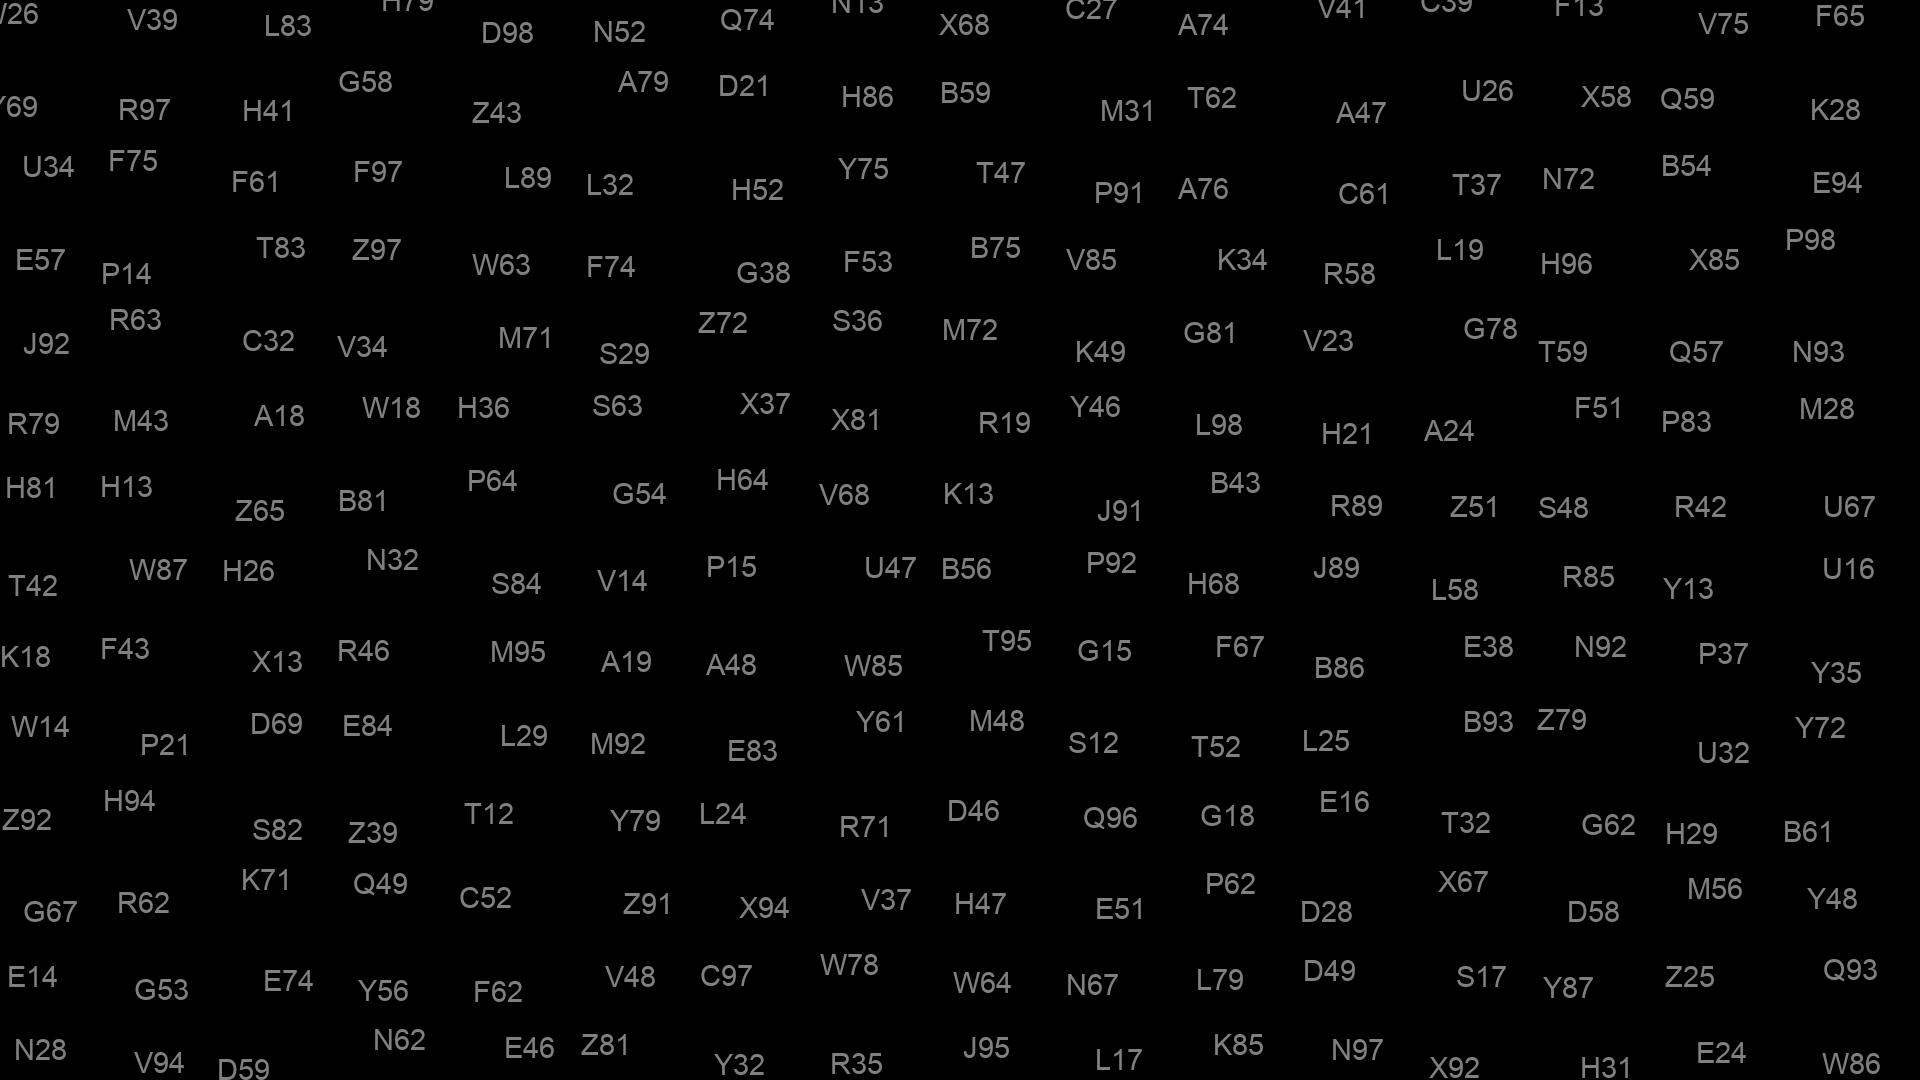 V39 L83 H79 D98 N52 Q74 N13 X68 C27 A74 V41 C39 F13 V75 F65
R97 H41 G58 Z43 A79 D21 H86 B59 M31 T62 A47 U26 X58 Q59 K28
U34 F75 F61 F97 L89 L32 H52 Y75 T47 P91 A76 C61 T37 N72 B54 E94
E57 P14 T83 Z97 W63 F74 G38 F53 B75 V85 K34 R58 L19 H96 X85 P98
J92 R63 C32 V34 M71 S29 Z72 S36 M72 K49 G81 V23 G78 T59 Q57 N93
R79 M43 A18 W18 H36 S63 X37 X81 R19 Y46 L98 H21 A24 F51 P83 M28
H81 H13 Z65 B81 P64 G54 H64 V68 K13 J91 B43 R89 Z51 S48 R42 U67
T42 W87 H26 N32 S84 V14 P15 U47 B56 P92 H68 J89 L58 R85 Y13 U16
K18 F43 X13 R46 M95 A19 A48 W85 T95 G15 F67 B86 E38 N92 P37 Y35
W14 P21 D69 E84 L29 M92 E83 Y61 M48 S12 T52 L25 B93 Z79 U32 Y72
Z92 H94 S82 Z39 T12 Y79 L24 R71 D46 Q96 G18 E16 T32 G62 H29 B61
G67 R62 K71 Q49 C52 Z91 X94 V37 H47 E51 P62 D28 X67 D58 M56 Y48
E14 G53 E74 Y56 F62 V48 C97 W78 W64 N67 L79 D49 S17 Y87 Z25 Q93
N28 V94 D59 N62 E46 Z81 Y32 R35 J95 L17 K85 N97 X92 H31 E24 W86